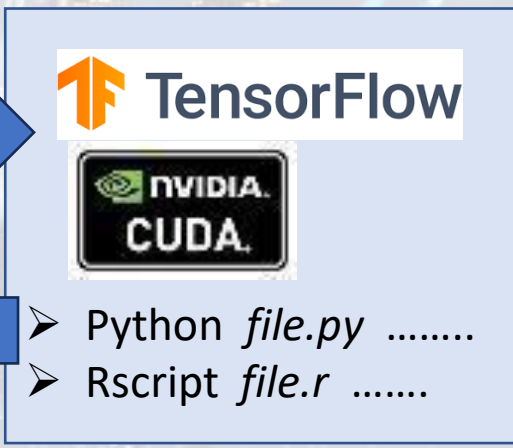 TensorFlow
NVIDIA.
CUDA.
➢ Python file.py ........
➢ Rscript file.r .......